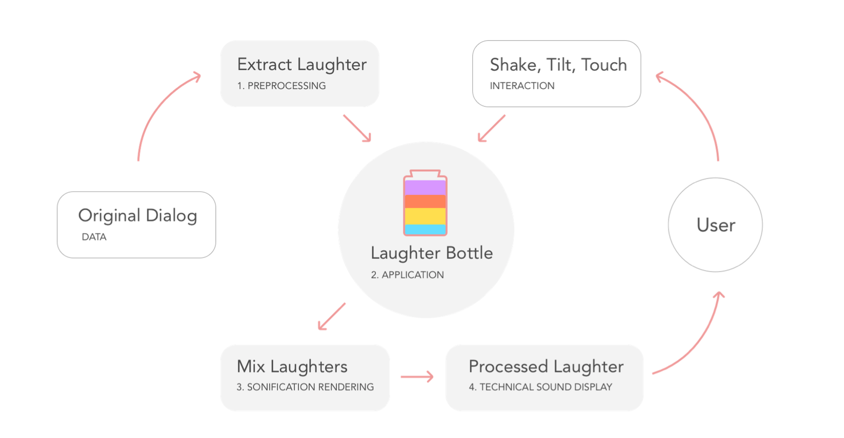 Extract Laughter
1. PREPROCESSING
Shake, Tilt, Touch
INTERACTION
Original Dialog
DATA
User
Laughter Bottle
2. APPLICATION
Mix Laughters
3. SONIFICATION RENDERING
Processed Laughter
4. TECHNICAL SOUND DISPLAY